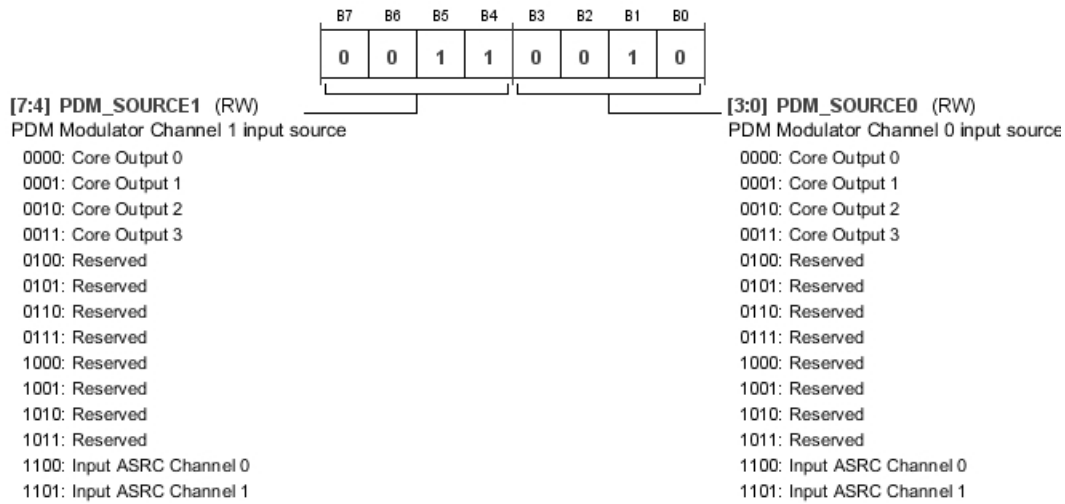 B7 B6 B5 B4 B3 B2 B1 B0
0 0 1 1 0 0 1 0
[7:4] PDM_SOURCE1 (RW)
PDM Modulator Channel 1 input source
0000: Core Output 0
0001: Core Output 1
0010: Core Output 2
0011: Core Output 3
0100: Reserved
0101: Reserved
0110: Reserved
0111: Reserved
1000: Reserved
1001: Reserved
1010: Reserved
1011: Reserved
1100: Input ASRC Channel 0
1101: Input ASRC Channel 1
[3:0] PDM_SOURCE0 (RW)
PDM Modulator Channel 0 input source
0000: Core Output 0
0001: Core Output 1
0010: Core Output 2
0011: Core Output 3
0100: Reserved
0101: Reserved
0110: Reserved
0111: Reserved
1000: Reserved
1001: Reserved
1010: Reserved
1011: Reserved
1100: Input ASRC Channel 0
1101: Input ASRC Channel 1